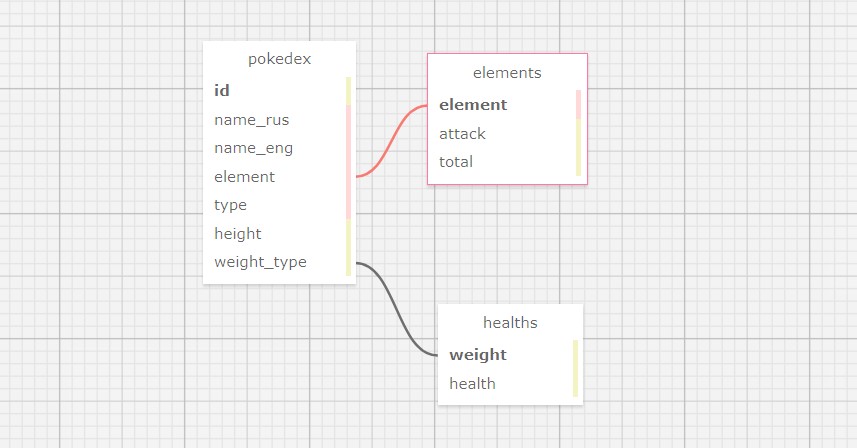 pokedex
id
name_rus
name_eng
element
type
height
weight_type
elements
element
attack
total
healths
weight
health